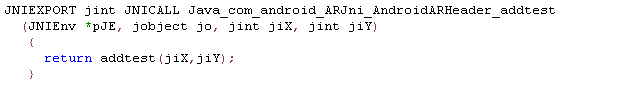 JNIEXPORT jint JNICALL Java_com_android_ARJni_AndroidARHeader_addtest
(JNIEnv *pJE, jobject jo, jint jiX, jint jiY)
{
return addtest(jiX,jiY);
}